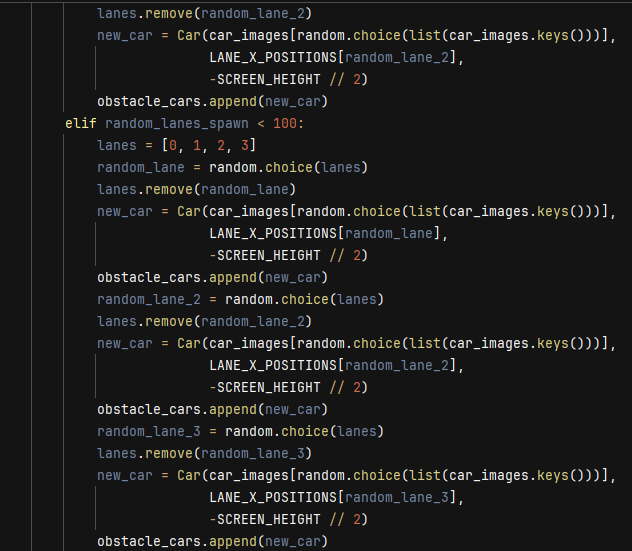 lanes.remove(random_lane_2)
new_car = Car(car_images[random.choice(list(car_images.keys()))],
LANE_X_POSITIONS[random_lane_2],
-SCREEN_HEIGHT // 2)
obstacle_cars.append(new_car)
elif random_lanes_spawn < 100:
lanes = [0, 1, 2, 3]
random_lane = random.choice(lanes)
lanes.remove(random_lane)
new_car = Car(car_images[random.choice(list(car_images.keys()))],
LANE_X_POSITIONS[random_lane],
-SCREEN_HEIGHT // 2)
obstacle_cars.append(new_car)
random_lane_2 = random.choice(lanes)
lanes.remove(random_lane_2)
new_car = Car(car_images[random.choice(list(car_images.keys()))],
LANE_X_POSITIONS[random_lane_2],
-SCREEN_HEIGHT // 2)
obstacle_cars.append(new_car)
random_lane_3 = random.choice(lanes)
lanes.remove(random_lane_3)
new_car = Car(car_images[random.choice(list(car_images.keys()))],
LANE_X_POSITIONS[random_lane_3],
-SCREEN_HEIGHT // 2)
obstacle_cars.append(new_car)